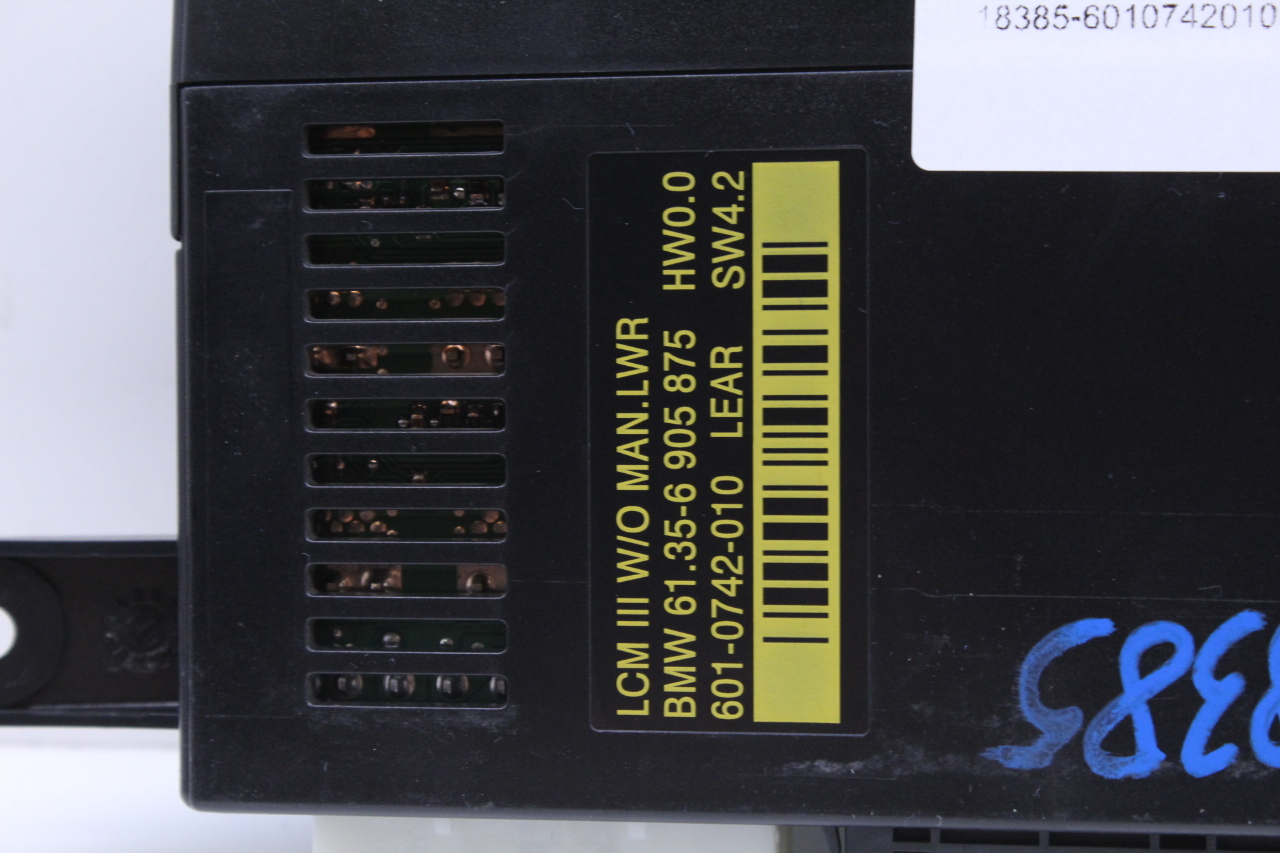 18385-6010742010
LCM III W/O MAN.LWR
BMW 61.35-6 905 875 HW0.0
601-0742-010 LEAR SW4.2
8385